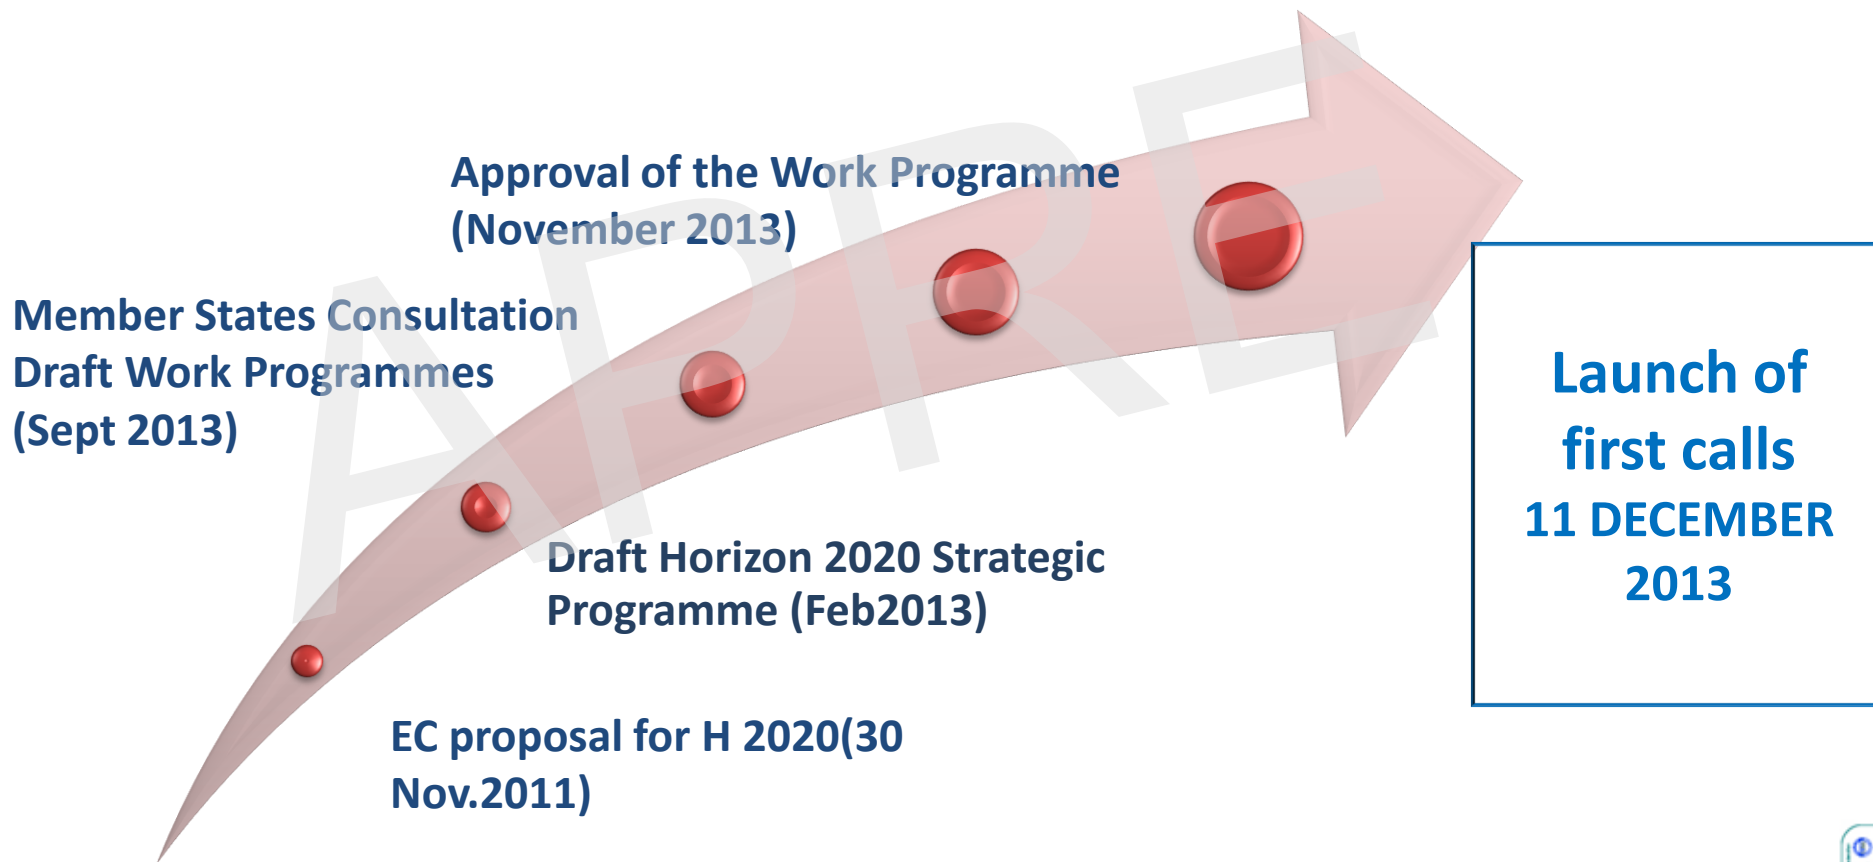 Approval of the Work Programme
(November 2013)
Member States Consultation
Draft Work Programmes
(Sept 2013)
Launch of
first calls
11 DECEMBER
2013
Draft Horizon 2020 Strategic
Programme (Feb2013)
EC proposal for H 2020(30
Nov.2011)
APRE